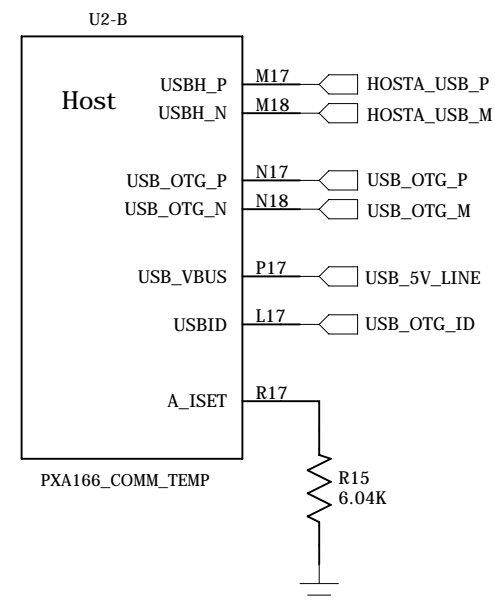 U2-B
Host
USBH_P M17 HOSTA_USB_P
USBH_N M18 HOSTA_USB_M
USB_OTG_P N17 USB_OTG_P
USB_OTG_N N18 USB_OTG_M
USB_VBUS P17 USB_5V_LINE
USBID L17 USB_OTG_ID
A_ISET R17
PXA166_COMM_TEMP
R15
6.04K